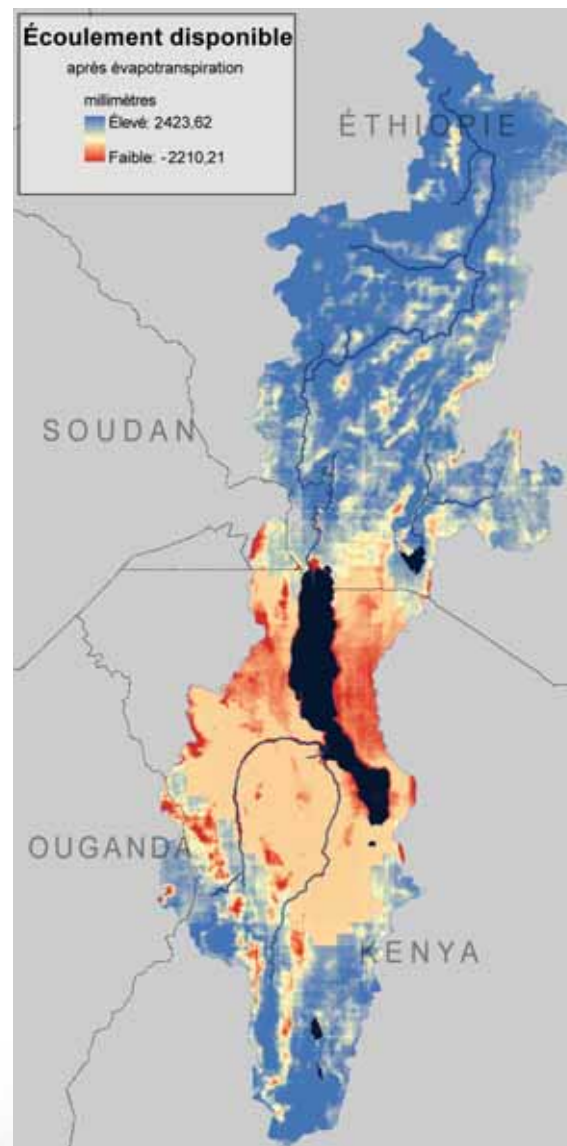 Écoulement disponible
après évapotranspiration
millimètres
Élevé: 2423,62
Faible: -2210,21
ÉTHIOPIE
SOUDAN
OUGANDA
KENYA